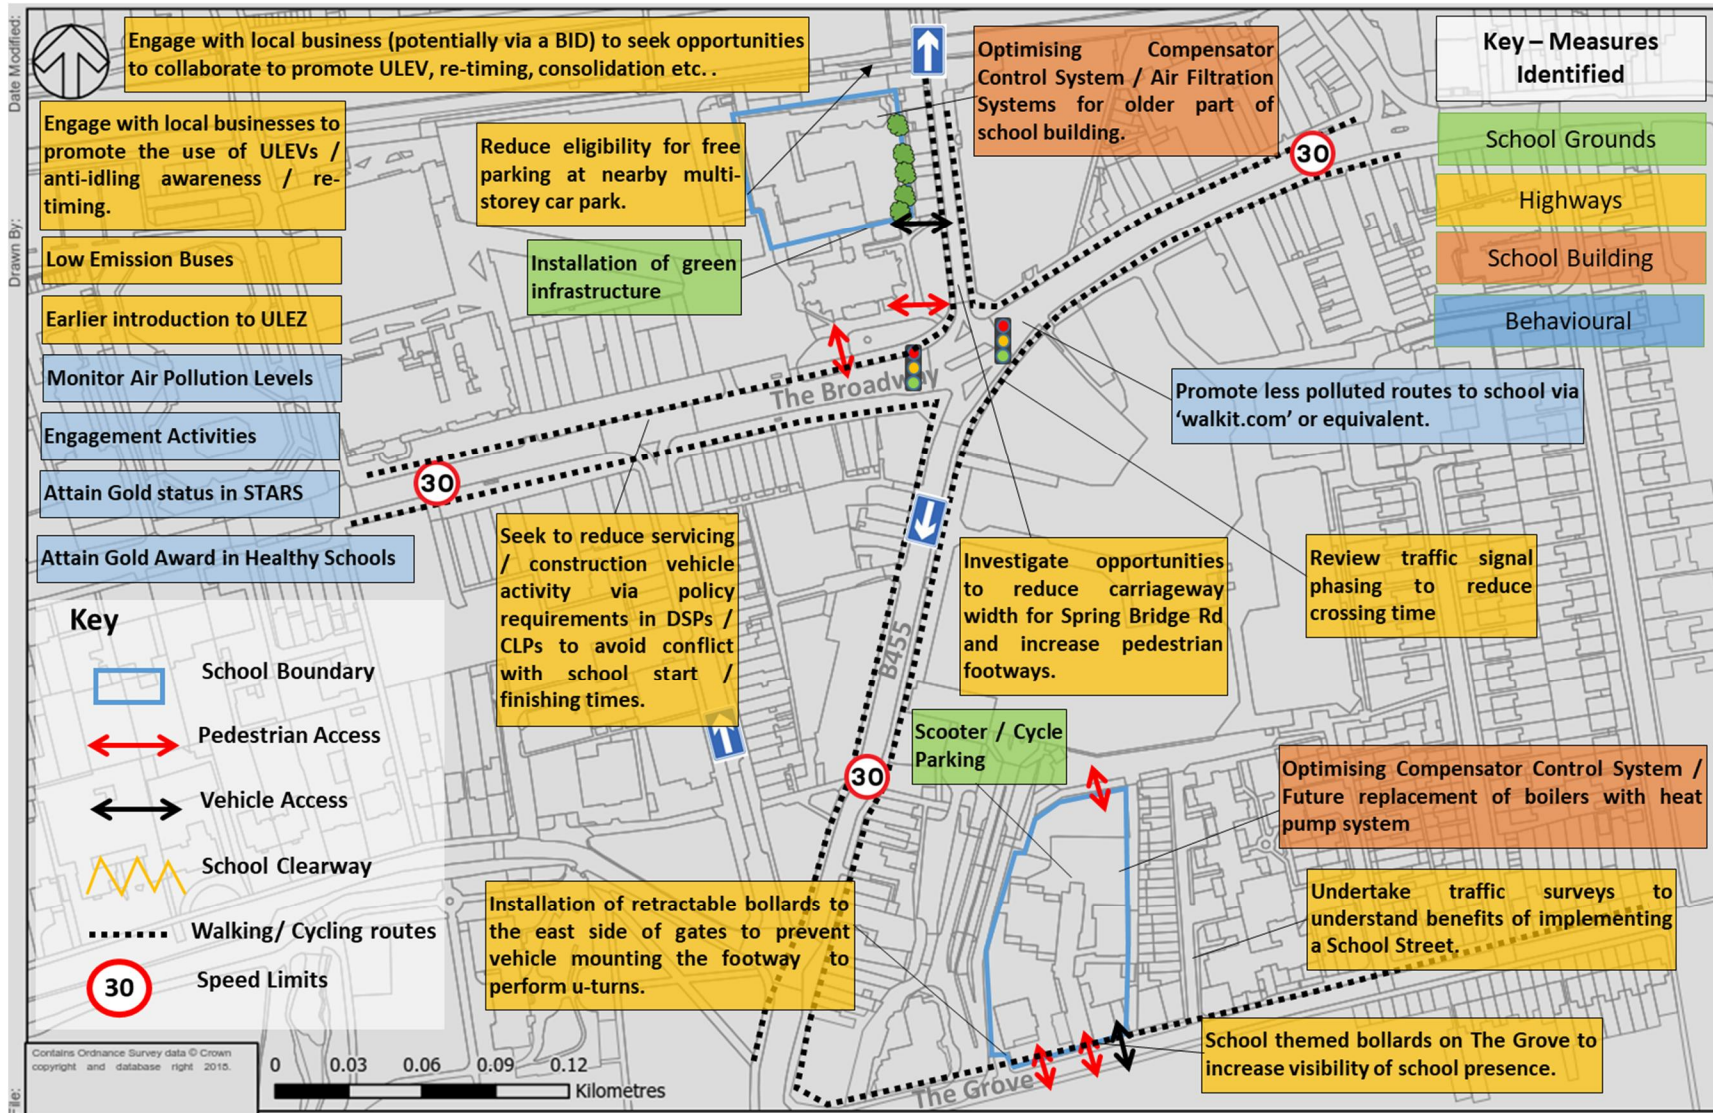 Date Modified:
Drawn By:
File:
Engage with local business (potentially via a BID) to seek opportunities
to collaborate to promote ULEV, re-timing, consolidation etc. .
Engage with local businesses to
promote the use of ULEVs /
anti-idling awareness / re-
timing.
Low Emission Buses
Earlier introduction to ULEZ
Monitor Air Pollution Levels
Engagement Activities
Attain Gold status in STARS
Attain Gold Award in Healthy Schools
Reduce eligibility for free
parking at nearby multi-
storey car park.
Installation of green
infrastructure
Optimising Compensator
Control System / Air Filtration
Systems for older part of
school building.
Key – Measures
Identified
School Grounds
Highways
School Building
Behavioural
30
The Broadway
Promote less polluted routes to school via
‘walkit.com’ or equivalent.
30
Seek to reduce servicing
/ construction vehicle
activity via policy
requirements in DSPs /
CLPs to avoid conflict
with school start /
finishing times.
Investigate opportunities
to reduce carriageway
width for Spring Bridge Rd
and increase pedestrian
footways.
Review traffic signal
phasing to reduce
crossing time
B455
30
Scooter / Cycle
Parking
Optimising Compensator Control System /
Future replacement of boilers with heat
pump system
Undertake traffic surveys to
understand benefits of implementing
a School Street.
Installation of retractable bollards to
the east side of gates to prevent
vehicle mounting the footway to
perform u-turns.
School themed bollards on The Grove to
increase visibility of school presence.
The Grove
Key
School Boundary
Pedestrian Access
Vehicle Access
School Clearway
Walking/ Cycling routes
30
Speed Limits
Contains Ordnance Survey data © Crown
copyright and database right 2018.
0 0.03 0.06 0.09 0.12
Kilometres